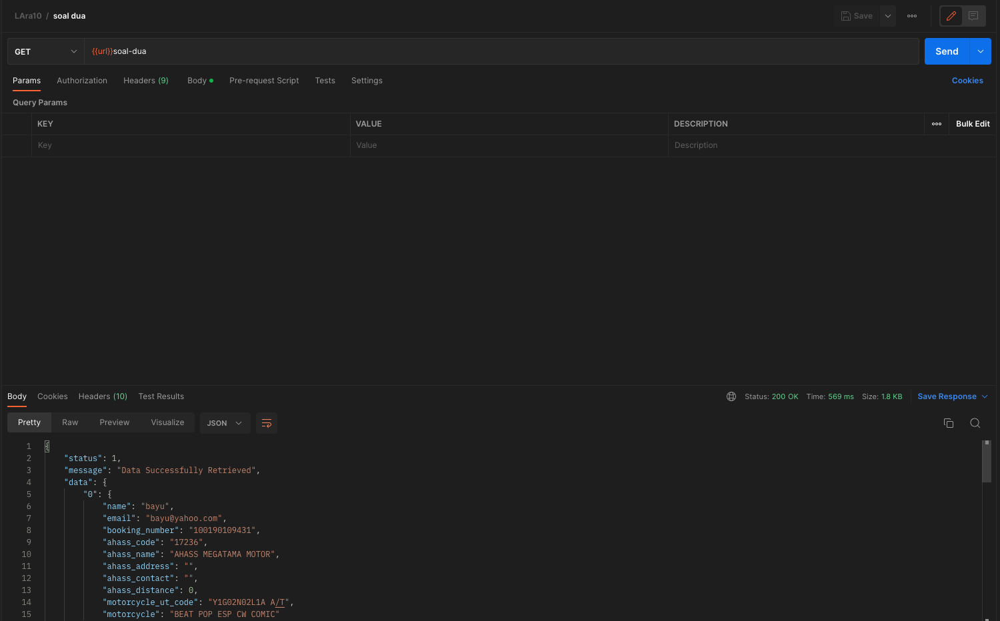 LAra10 / soal dua
Save
GET
{{url}}soal-dua
Send
Params Authorization Headers (9) Body Pre-request Script Tests Settings Cookies
Query Params
KEY VALUE DESCRIPTION Bulk Edit
Key Value Description
Body Cookies Headers (10) Test Results Status: 200 OK Time: 569 ms Size: 1.8 KB Save Response
Pretty Raw Preview Visualize JSON
1 {
2 "status": 1,
3 "message": "Data Successfully Retrieved",
4 "data": {
5 "0": {
6 "name": "bayu",
7 "email": "bayu@yahoo.com",
8 "booking_number": "100190109431",
9 "ahass_code": "17236",
10 "ahass_name": "AHASS MEGATAMA MOTOR",
11 "ahass_address": "",
12 "ahass_contact": "",
13 "ahass_distance": 0,
14 "motorcycle_ut_code": "Y1G02N02L1A A/T",
15 "motorcycle": "BEAT POP ESP CW COMIC"